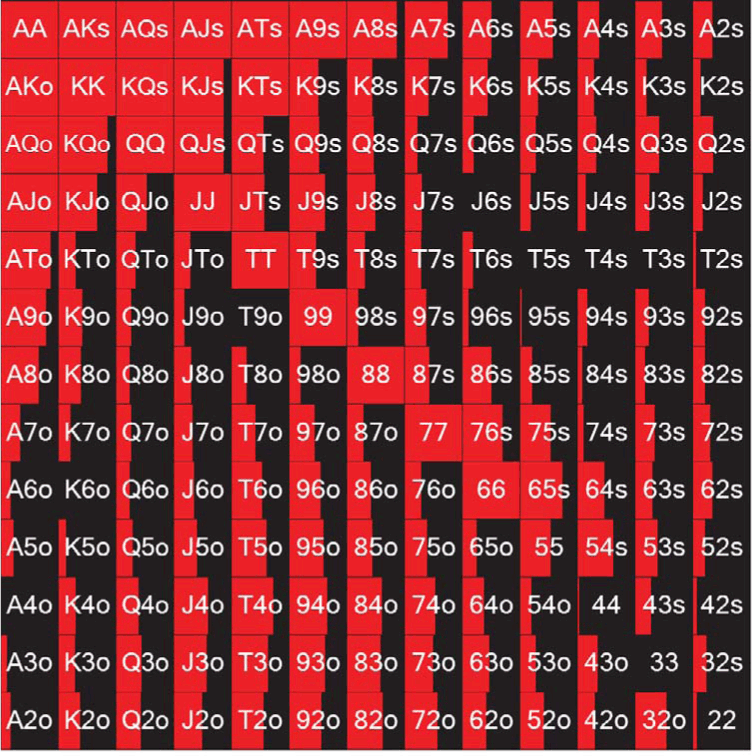 AA AKs AQs AJs ATs A9s A8s A7s A6s A5s A4s A3s A2s
AKo KK KQs KJs KTs K9s K8s K7s K6s K5s K4s K3s K2s
AQo KQo QQ QJs QTs Q9s Q8s Q7s Q6s Q5s Q4s Q3s Q2s
AJo KJo QJo JJ JTs J9s J8s J7s J6s J5s J4s J3s J2s
ATo KTo QTo JTo TT T9s T8s T7s T6s T5s T4s T3s T2s
A9o K9o Q9o J9o T9o 99 98s 97s 96s 95s 94s 93s 92s
A8o K8o Q8o J8o T8o 98o 88 87s 86s 85s 84s 83s 82s
A7o K7o Q7o J7o T7o 97o 87o 77 76s 75s 74s 73s 72s
A6o K6o Q6o J6o T6o 96o 86o 76o 66 65s 64s 63s 62s
A5o K5o Q5o J5o T5o 95o 85o 75o 65o 55 54s 53s 52s
A4o K4o Q4o J4o T4o 94o 84o 74o 64o 54o 44 43s 42s
A3o K3o Q3o J3o T3o 93o 83o 73o 63o 53o 43o 33 32s
A2o K2o Q2o J2o T2o 92o 82o 72o 62o 52o 42o 32o 22